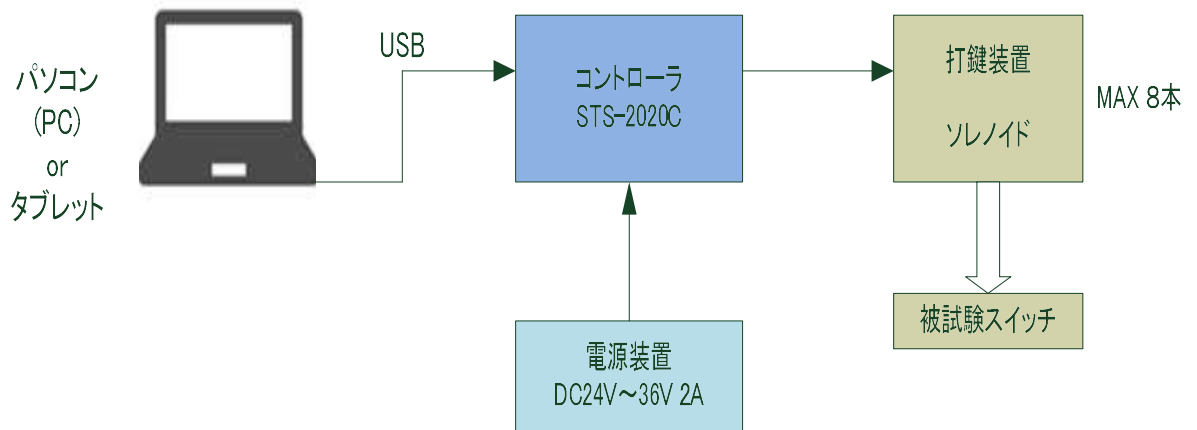 パソコン
(PC)
or
タブレット
USB
コントローラ
STS-2020C
打鍵装置
ソレノイド
MAX 8本
被試験スイッチ
電源装置
DC24V～36V 2A